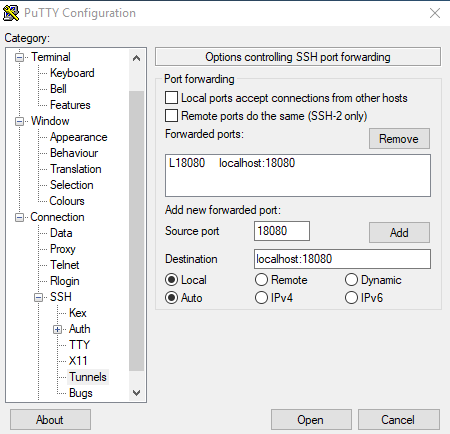 PuTTY Configuration
Category:
Terminal
Keyboard
Bell
Features
Window
Appearance
Behaviour
Translation
Selection
Colours
Connection
Data
Proxy
Telnet
Rlogin
SSH
Kex
Auth
TTY
X11
Tunnels
Bugs
Options controlling SSH port forwarding
Port forwarding
Local ports accept connections from other hosts
Remote ports do the same (SSH-2 only)
Forwarded ports:
Remove
L18080 localhost:18080
Add new forwarded port:
Source port 18080 Add
Destination localhost:18080
Local Remote Dynamic
Auto IPv4 IPv6
About Open Cancel